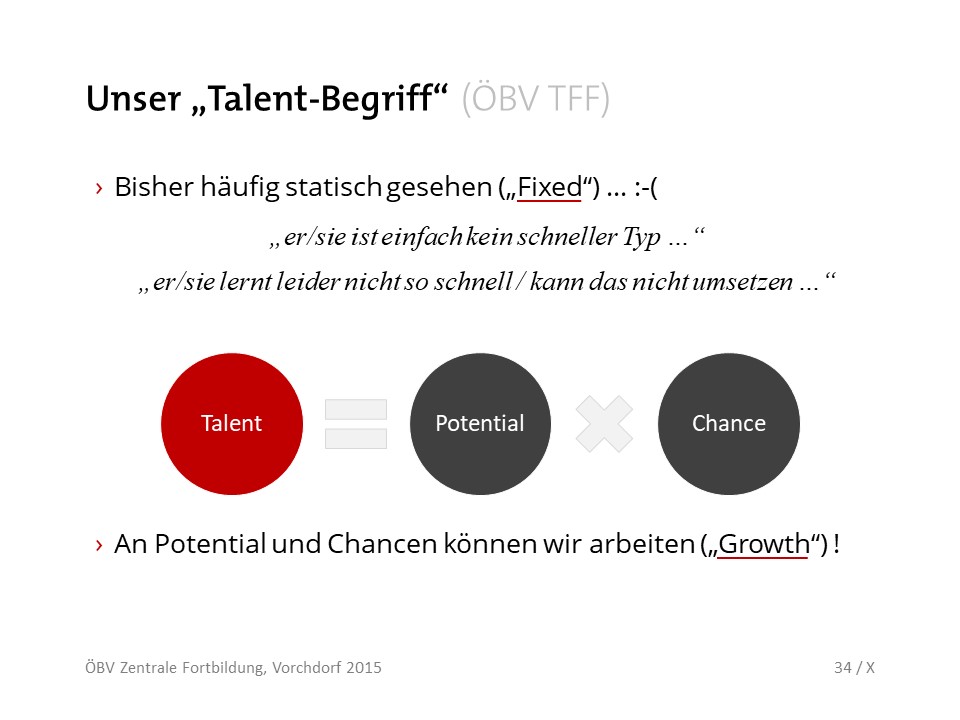 Unser „Talent-Begriff“ (ÖBV TFF)
› Bisher häufig statisch gesehen („Fixed“) … :-(
„er/sie ist einfach kein schneller Typ …“
„er/sie lernt leider nicht so schnell / kann das nicht umsetzen …“
Talent = Potential × Chance
› An Potential und Chancen können wir arbeiten („Growth“) !
ÖBV Zentrale Fortbildung, Vorchdorf 2015 34 / X